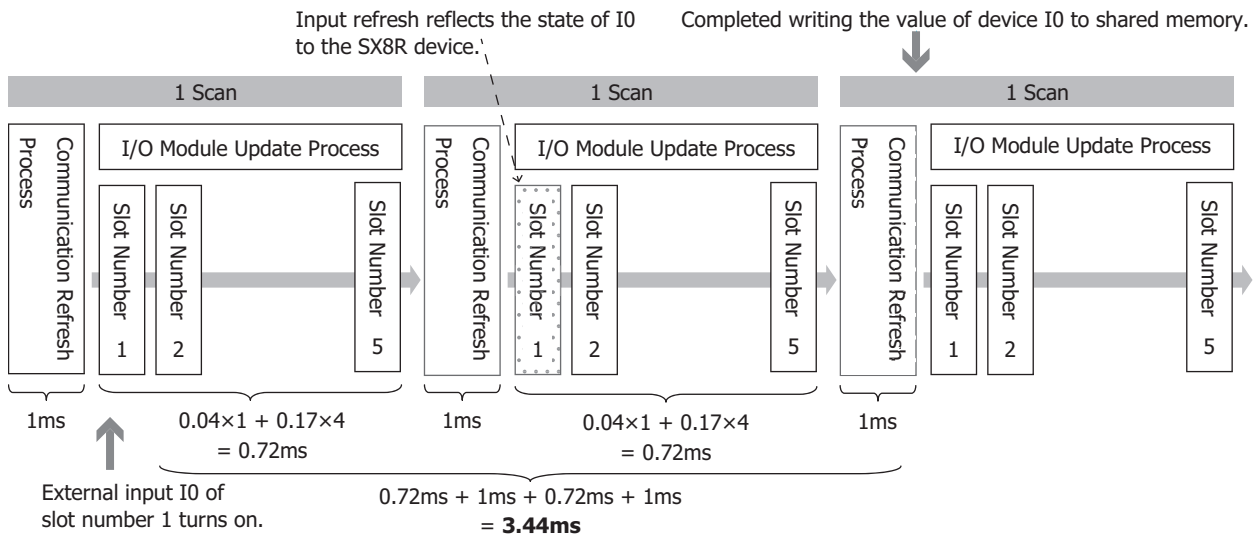 Input refresh reflects the state of I0
to the SX8R device.
Completed writing the value of device I0 to shared memory.
1 Scan
1 Scan
1 Scan
Communication Refresh
Process
I/O Module Update Process
Slot Number
1
Slot Number
2
Slot Number
5
Communication Refresh
Process
I/O Module Update Process
Slot Number
1
Slot Number
2
Slot Number
5
Communication Refresh
Process
I/O Module Update Process
Slot Number
1
Slot Number
2
Slot Number
5
1ms
0.04×1 + 0.17×4
= 0.72ms
1ms
0.04×1 + 0.17×4
= 0.72ms
1ms
External input I0 of
slot number 1 turns on.
0.72ms + 1ms + 0.72ms + 1ms
= 3.44ms